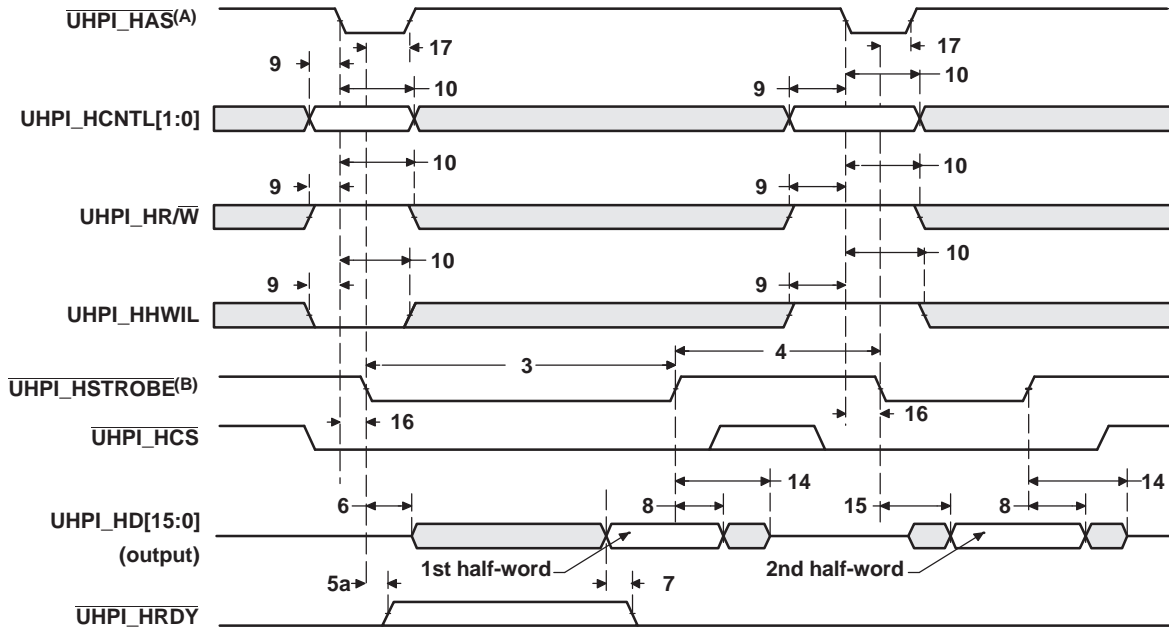 UHPI_HAS(A)
17
17
9
10
9
10
UHPI_HCNTL[1:0]
10
10
9
9
UHPI_HR/W
10
10
9
9
UHPI_HHWIL
3
4
UHPI_HSTROBE(B)
16
16
UHPI_HCS
14
14
6
8
15
8
UHPI_HD[15:0]
(output)
1st half-word
2nd half-word
5a
7
UHPI_HRDY